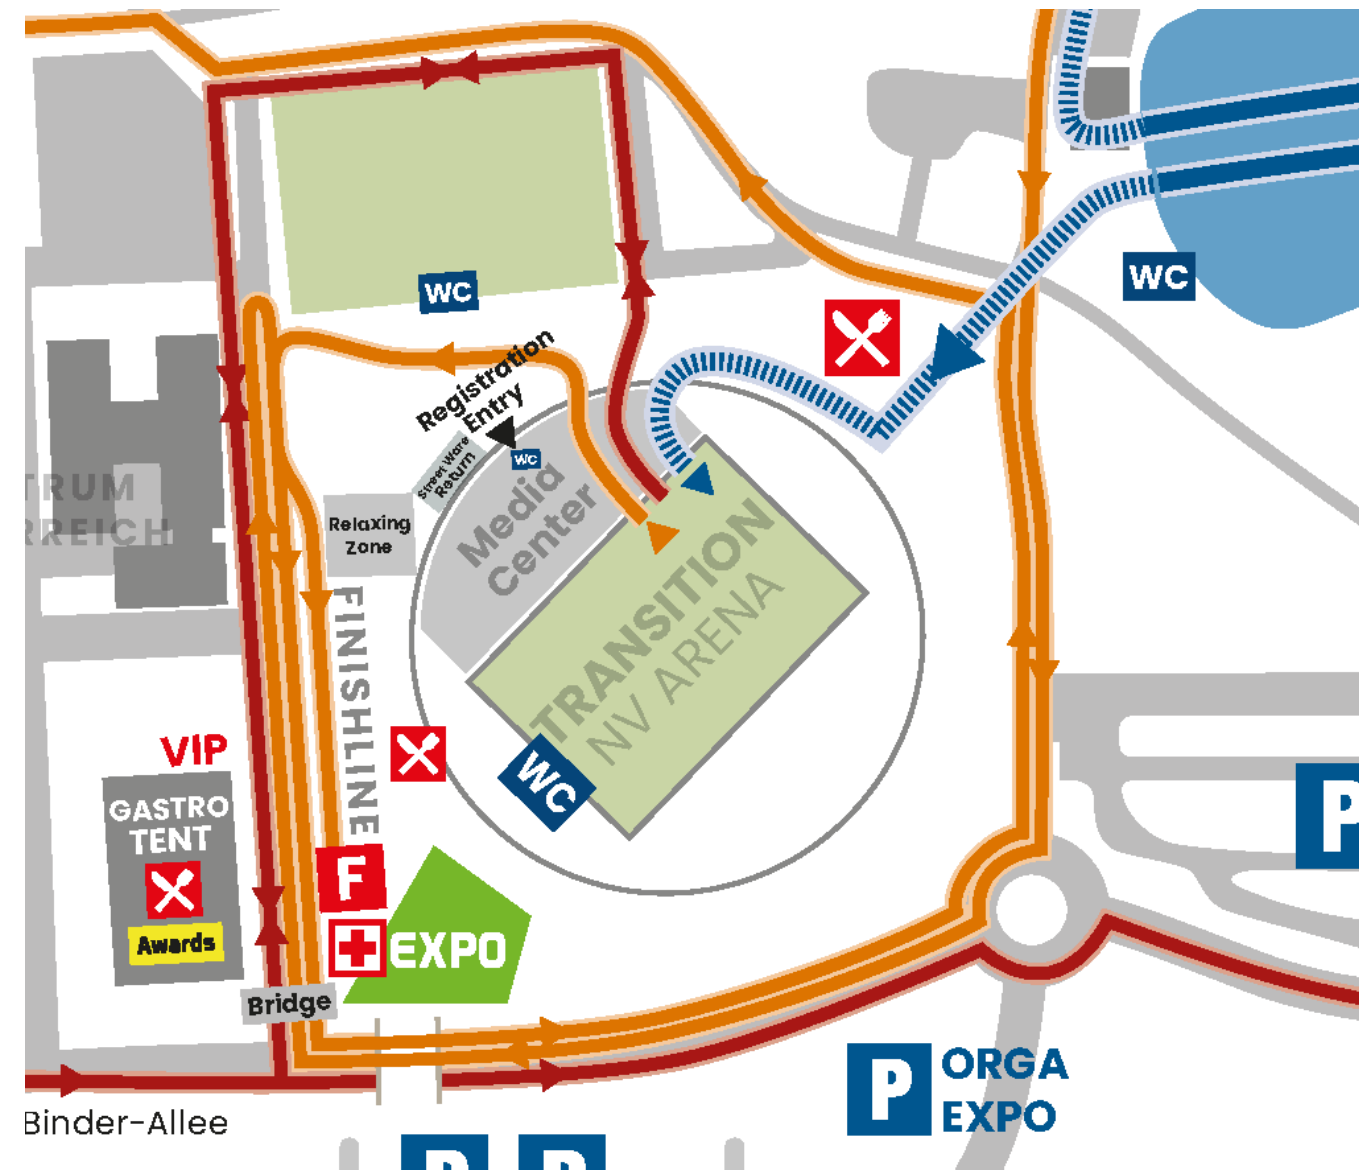 WC
WC
Registration
Entry
Street Ware
Return
WC
Media
Center
TRUM
RREICH
Relaxing
Zone
TRANSITION
NV ARENA
FINISHLINE
VIP
GASTRO
TENT
Awards
WC
P
F
EXPO
Bridge
P
ORGA
EXPO
Binder-Allee
P
P